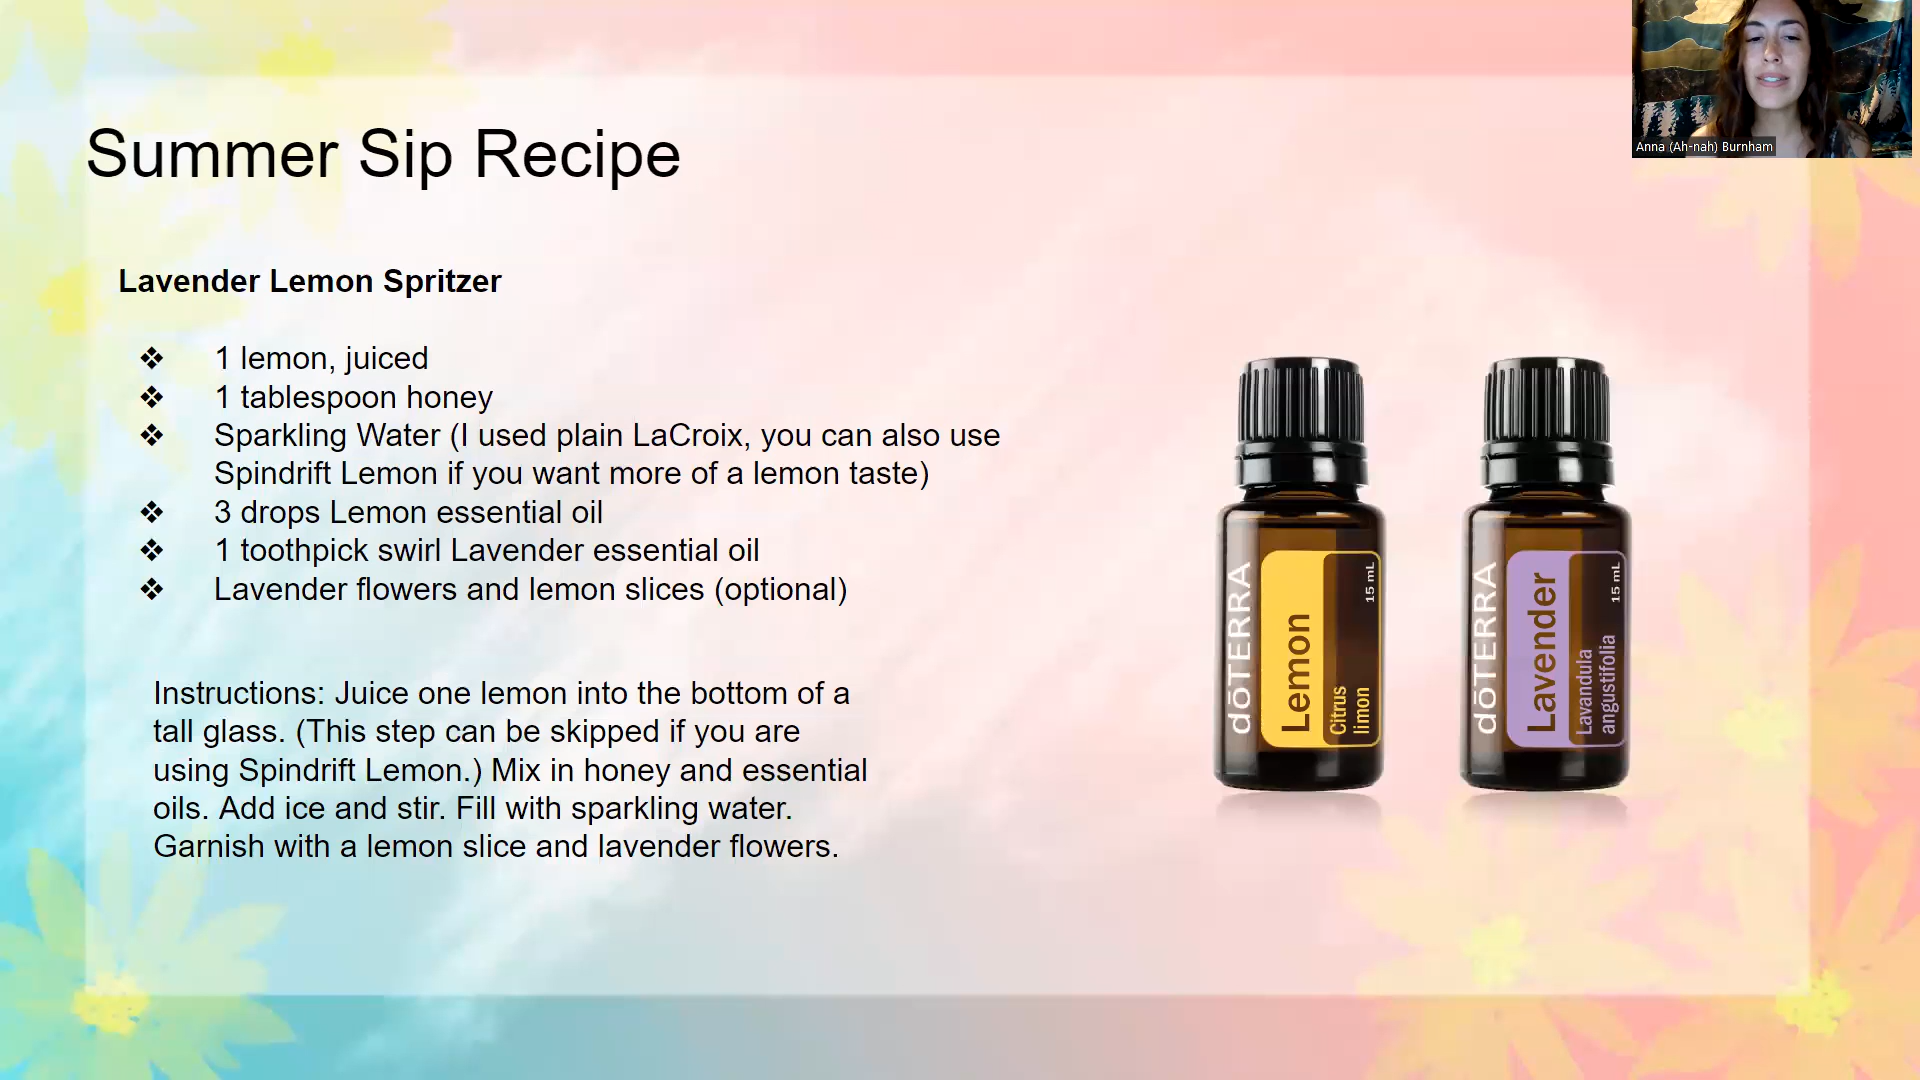 Anna (Ah-nah) Burnham
Summer Sip Recipe
Lavender Lemon Spritzer
❖ 1 lemon, juiced
❖ 1 tablespoon honey
❖ Sparkling Water (I used plain LaCroix, you can also use
Spindrift Lemon if you want more of a lemon taste)
❖ 3 drops Lemon essential oil
❖ 1 toothpick swirl Lavender essential oil
❖ Lavender flowers and lemon slices (optional)
Instructions: Juice one lemon into the bottom of a
tall glass. (This step can be skipped if you are
using Spindrift Lemon.) Mix in honey and essential
oils. Add ice and stir. Fill with sparkling water.
Garnish with a lemon slice and lavender flowers.
dōTERRA
Lemon
Citrus
limon
15 mL
dōTERRA
Lavender
Lavandula
angustifolia
15 mL